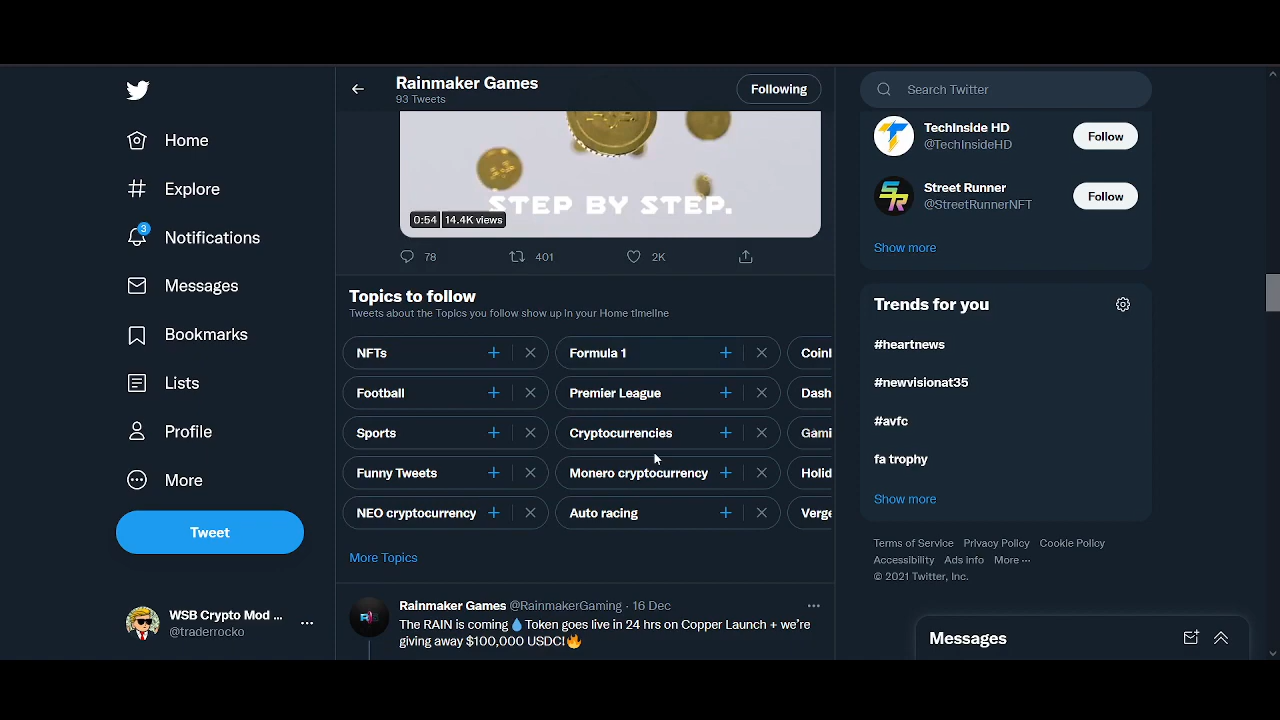 Home
Explore
3
Notifications
Messages
Bookmarks
Lists
Profile
More
Tweet
WSB Crypto Mod ...
@traderrocko
Rainmaker Games
93 Tweets
Following
STEP BY STEP.
0:54 14.4K views
78 401 2K
Topics to follow
Tweets about the Topics you follow show up in your Home timeline
NFTs
Formula 1
Coinl
Football
Premier League
Dash
Sports
Cryptocurrencies
Gami
Funny Tweets
Monero cryptocurrency
Holid
NEO cryptocurrency
Auto racing
Verge
More Topics
Rainmaker Games @RainmakerGaming · 16 Dec
The RAIN is coming💧Token goes live in 24 hrs on Copper Launch + we're
giving away $100,000 USDC!🔥
Search Twitter
TechInside HD
@TechInsideHD
Follow
Street Runner
@StreetRunnerNFT
Follow
Show more
Trends for you
#heartnews
#newvisionat35
#avfc
fa trophy
Show more
Terms of Service Privacy Policy Cookie Policy
Accessibility Ads info More ···
© 2021 Twitter, Inc.
Messages